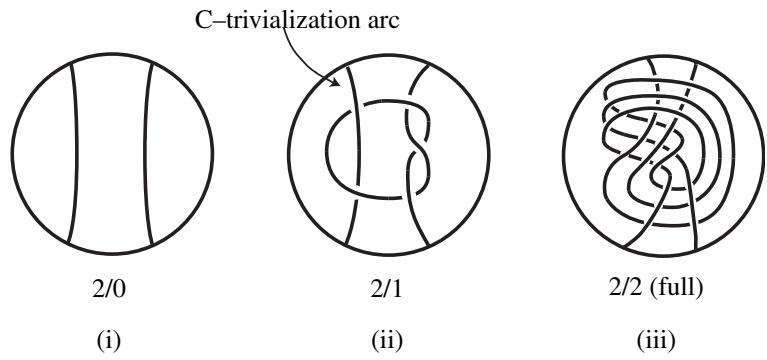 C–trivialization arc
2/0 2/1 2/2 (full)
(i) (ii) (iii)